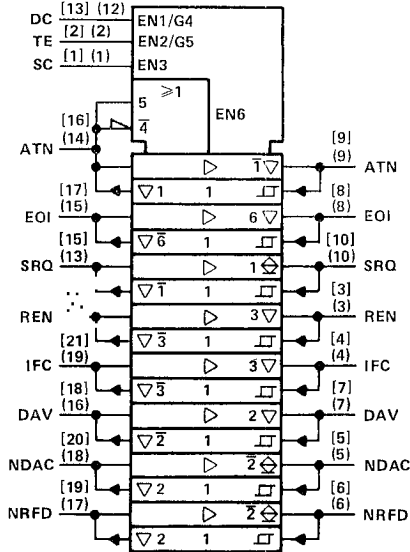 DC [13] (12) EN1/G4
TE [2] (2) EN2/G5
SC [1] (1) EN3
≥1
5 EN6
[16] 4̄
(14) [9]
ATN ▷ 1̄ ▽ (9) ATN
[17] ▽ 1 1 [8]
(15) (8)
EOI ▷ 6 ▽ EOI
[15] ▽ 6̄ 1 [10]
(13) (10)
SRQ ▷ 1 SRQ
▽ 1̄ 1 [3]
(3)
REN ▷ 3 ▽ REN
[21] ▽ 3̄ 1 [4]
(19) (4)
IFC ▷ 3 ▽ IFC
[18] ▽ 3̄ 1 [7]
(16) (7)
DAV ▷ 2 ▽ DAV
[20] ▽ 2̄ 1 [5]
(18) (5)
NDAC ▷ 2̄ NDAC
[19] ▽ 2 1 [6]
(17) (6)
NRFD ▷ 2̄ NRFD
▽ 2 1